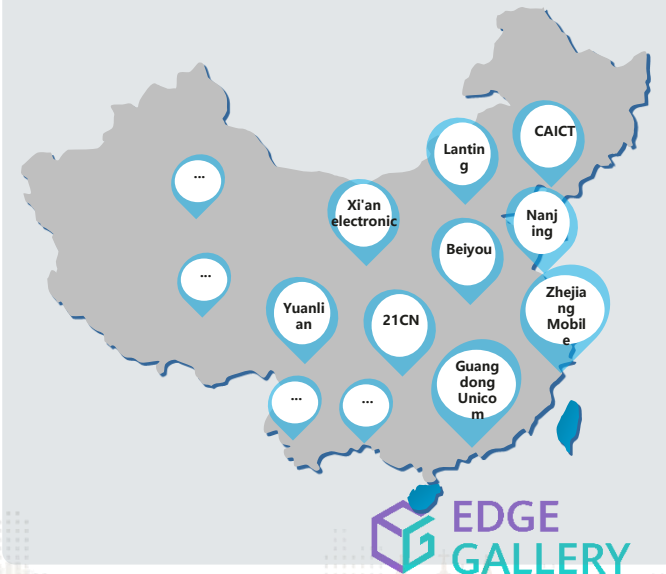 CAICT
Lantin
g
...
Xi'an
electronic
Nanj
ing
Beiyou
...
Zhejia
ng
Mobil
e
Yuanli
an
21CN
Guang
dong
Unico
m
...
...
EDGE
GALLERY